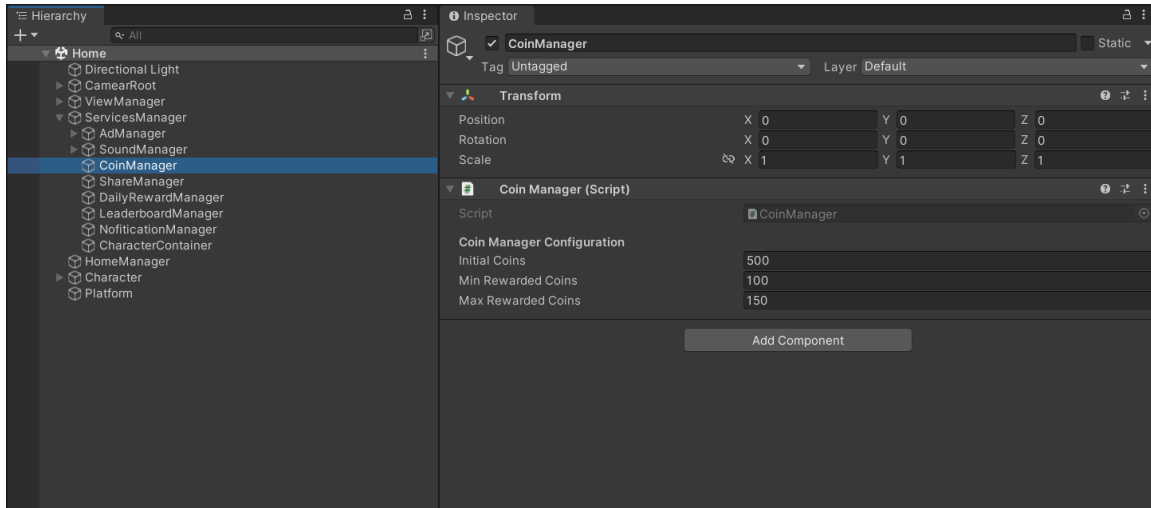 Hierarchy
All
Home
Directional Light
CamearRoot
ViewManager
ServicesManager
AdManager
SoundManager
CoinManager
ShareManager
DailyRewardManager
LeaderboardManager
NofiticationManager
CharacterContainer
HomeManager
Character
Platform
Inspector
CoinManager Static
Tag Untagged Layer Default
Transform
Position X 0 Y 0 Z 0
Rotation X 0 Y 0 Z 0
Scale X 1 Y 1 Z 1
# Coin Manager (Script)
Script CoinManager
Coin Manager Configuration
Initial Coins 500
Min Rewarded Coins 100
Max Rewarded Coins 150
Add Component